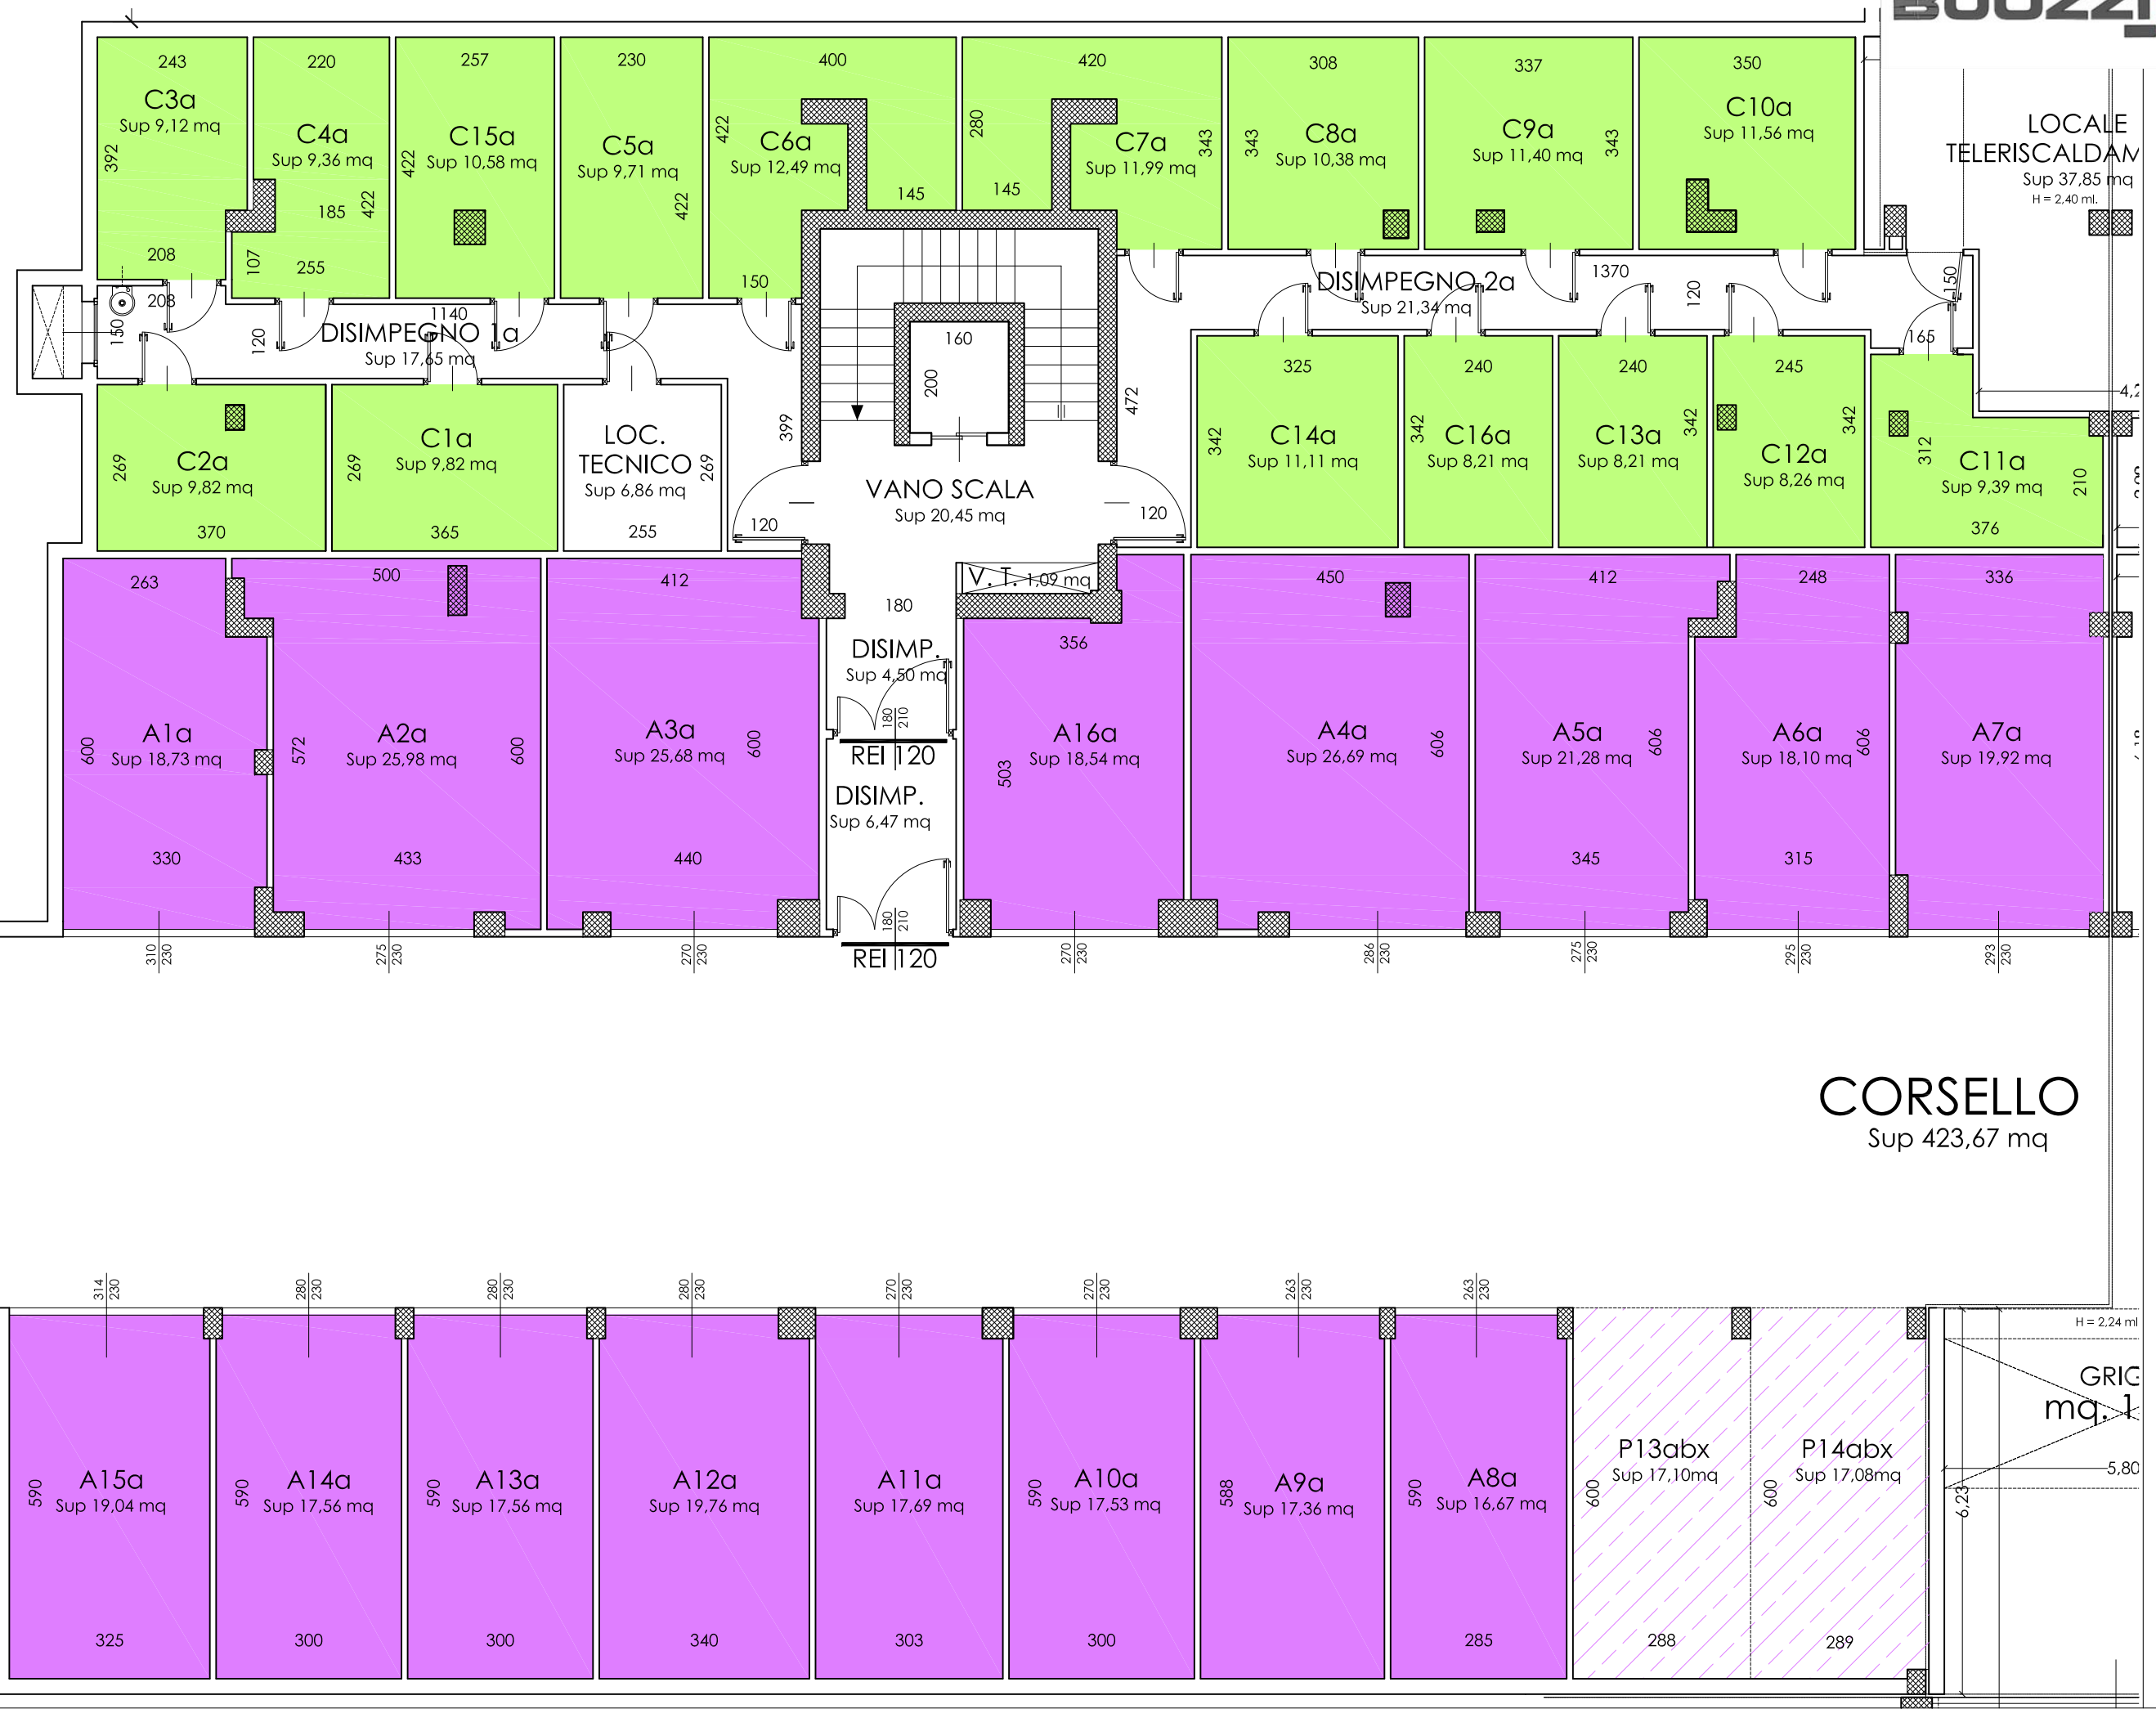 243
C3a
Sup 9,12 mq
392
208
220
C4a
Sup 9,36 mq
185
422
107
255
257
C15a
Sup 10,58 mq
422
230
C5a
Sup 9,71 mq
422
400
C6a
Sup 12,49 mq
422
145
150
420
C7a
Sup 11,99 mq
280
343
145
308
C8a
Sup 10,38 mq
343
337
C9a
Sup 11,40 mq
343
350
C10a
Sup 11,56 mq
LOCALE
Sup 37,85 mq
H = 2,40 ml.
208
150
120
1140
DISIMPEGNO 1a
Sup 17,65 mq
DISIMPEGNO 2a
Sup 21,34 mq
1370
120
150
165
160
200
399
472
C2a
Sup 9,82 mq
269
370
C1a
Sup 9,82 mq
269
365
LOC.
TECNICO
Sup 6,86 mq
269
255
VANO SCALA
Sup 20,45 mq
120
120
325
C14a
Sup 11,11 mq
342
240
C16a
Sup 8,21 mq
342
240
C13a
Sup 8,21 mq
342
245
C12a
Sup 8,26 mq
342
312
C11a
Sup 9,39 mq
210
376
263
A1a
Sup 18,73 mq
600
330
310
230
500
A2a
Sup 25,98 mq
572
600
433
275
230
412
A3a
Sup 25,68 mq
600
440
270
230
V. T. 1,09 mq
180
DISIMP.
Sup 4,50 mq
180
210
REI 120
DISIMP.
Sup 6,47 mq
180
210
REI 120
356
A16a
Sup 18,54 mq
503
270
230
450
A4a
Sup 26,69 mq
606
286
230
412
A5a
Sup 21,28 mq
606
345
275
230
248
A6a
Sup 18,10 mq
606
315
295
230
336
A7a
Sup 19,92 mq
293
230
CORSELLO
Sup 423,67 mq
314
230
A15a
Sup 19,04 mq
590
325
280
230
A14a
Sup 17,56 mq
590
300
280
230
A13a
Sup 17,56 mq
590
300
280
230
A12a
Sup 19,76 mq
340
270
230
A11a
Sup 17,69 mq
303
270
230
A10a
Sup 17,53 mq
590
300
263
230
A9a
Sup 17,36 mq
588
263
230
A8a
Sup 16,67 mq
590
285
P13abx
Sup 17,10mq
600
288
P14abx
Sup 17,08mq
600
289
H = 2,24 ml
mq. 1
5,80
6,23